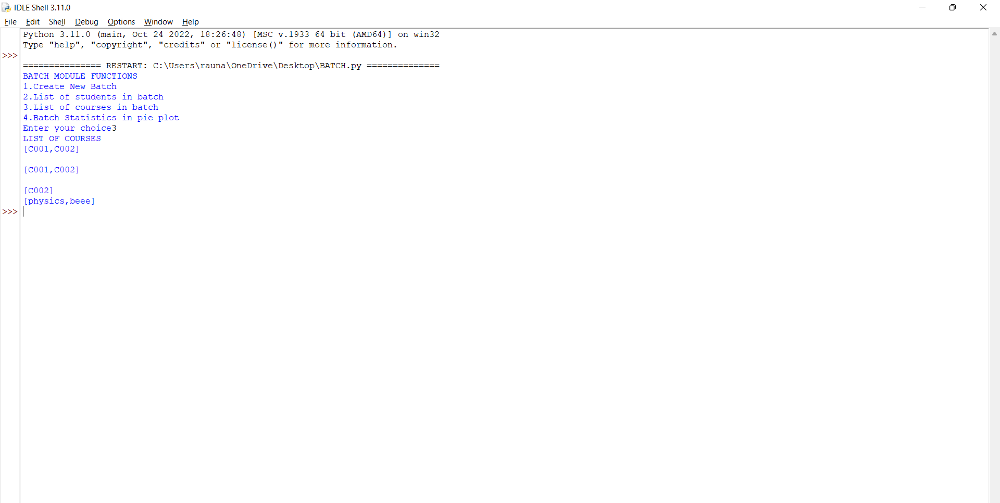 IDLE Shell 3.11.0
File Edit Shell Debug Options Window Help
Python 3.11.0 (main, Oct 24 2022, 18:26:48) [MSC v.1933 64 bit (AMD64)] on win32
Type "help", "copyright", "credits" or "license()" for more information.
>>>
=============== RESTART: C:\Users\rauna\OneDrive\Desktop\BATCH.py ==============
BATCH MODULE FUNCTIONS
1.Create New Batch
2.List of students in batch
3.List of courses in batch
4.Batch Statistics in pie plot
Enter your choice3
LIST OF COURSES
[C001,C002]
[C001,C002]
[C002]
[physics,beee]
>>>